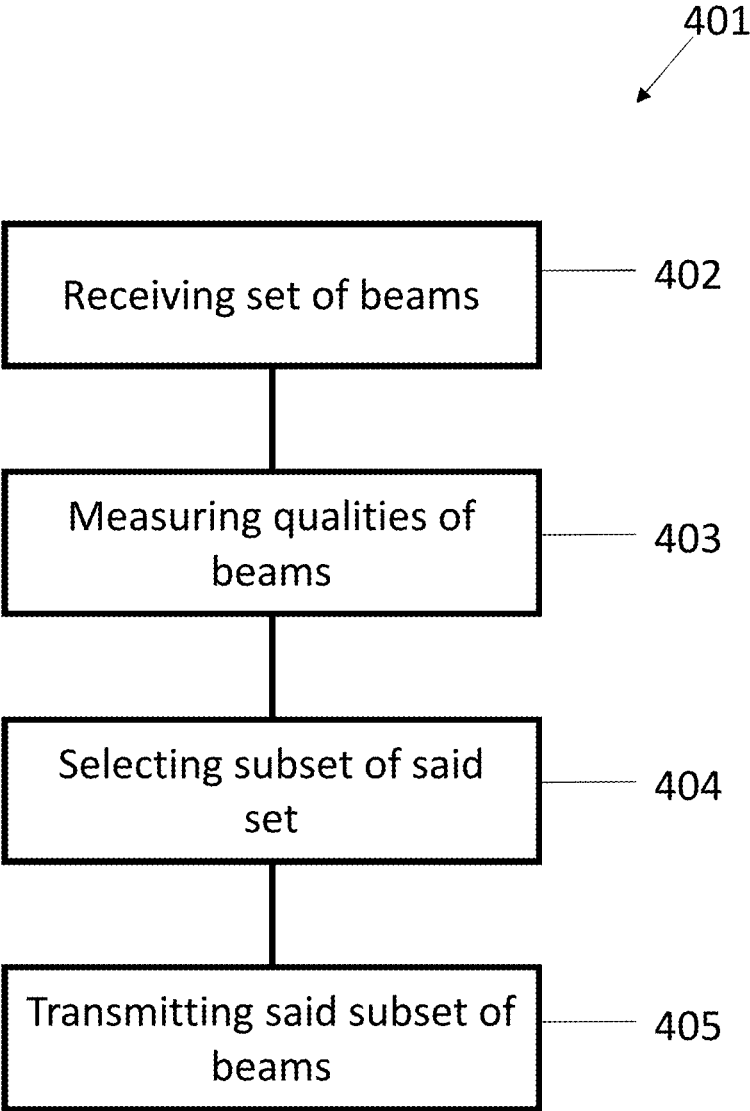 401
Receiving set of beams
402
Measuring qualities of
beams
403
Selecting subset of said
set
404
Transmitting said subset of
beams
405